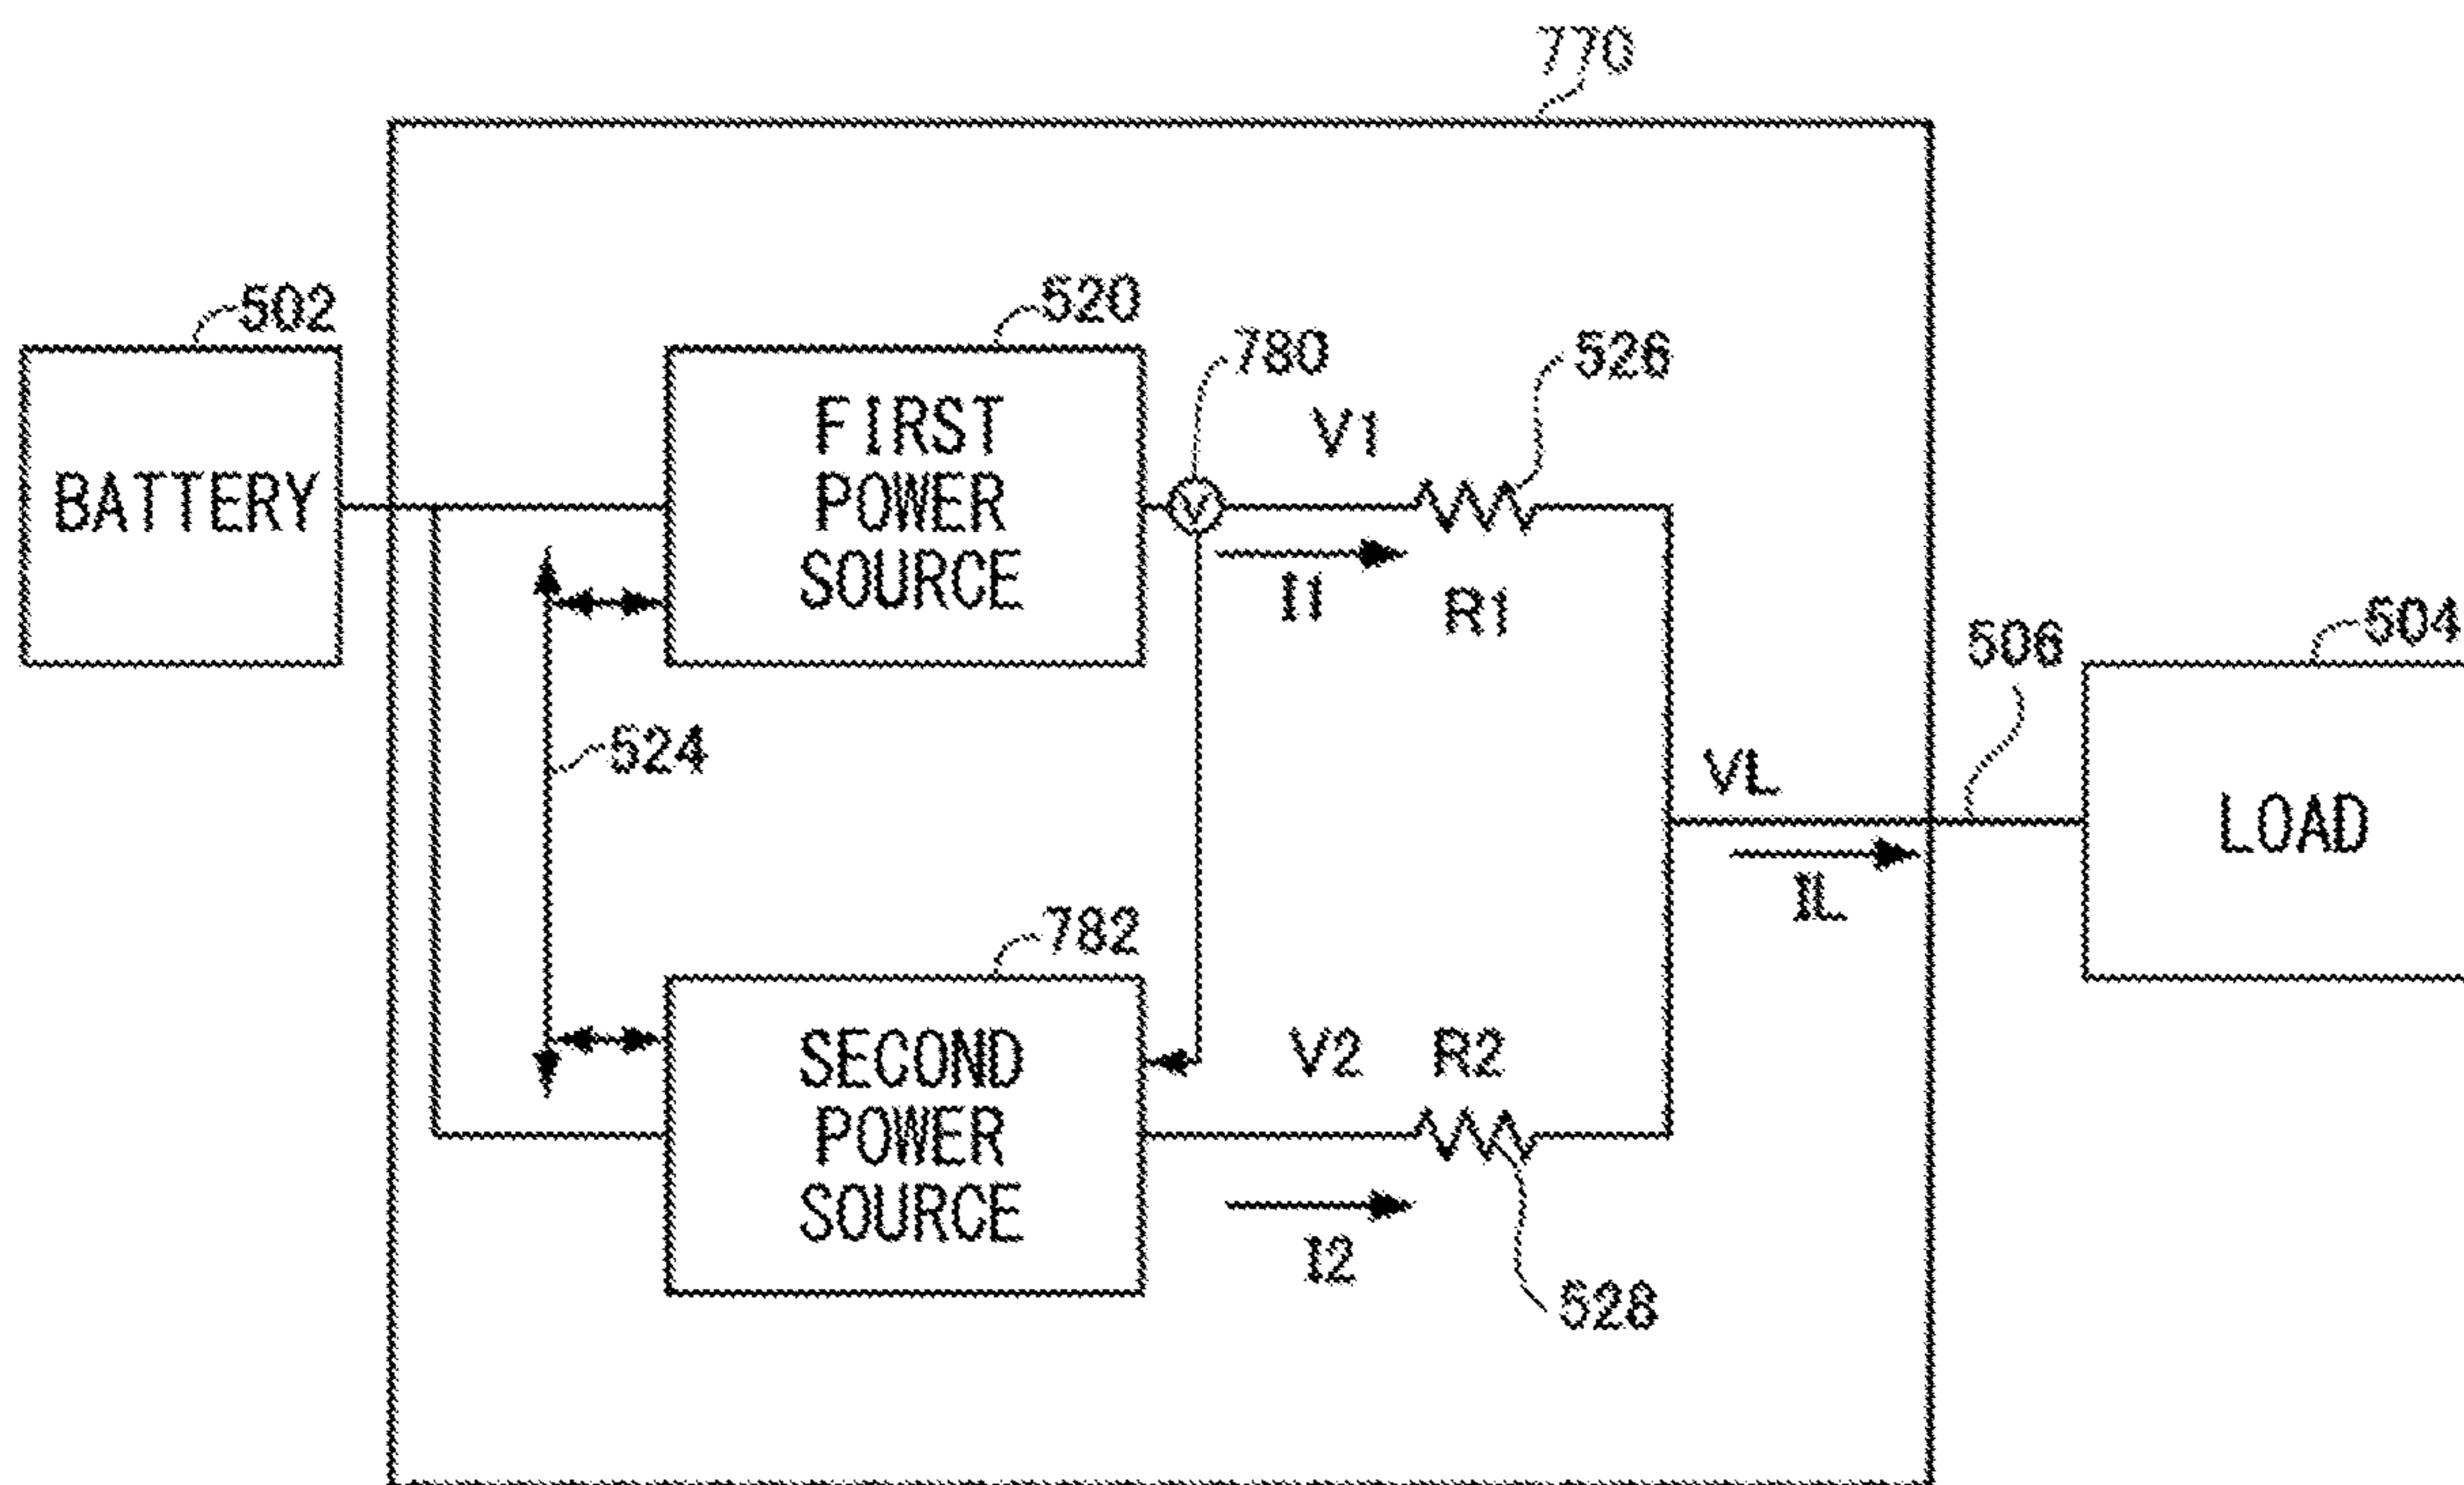 770
502
520
780
526
V1
BATTERY
FIRST
POWER
SOURCE
V
I1
R1
506
504
524
VL
IL
LOAD
782
SECOND
POWER
SOURCE
V2
R2
I2
528